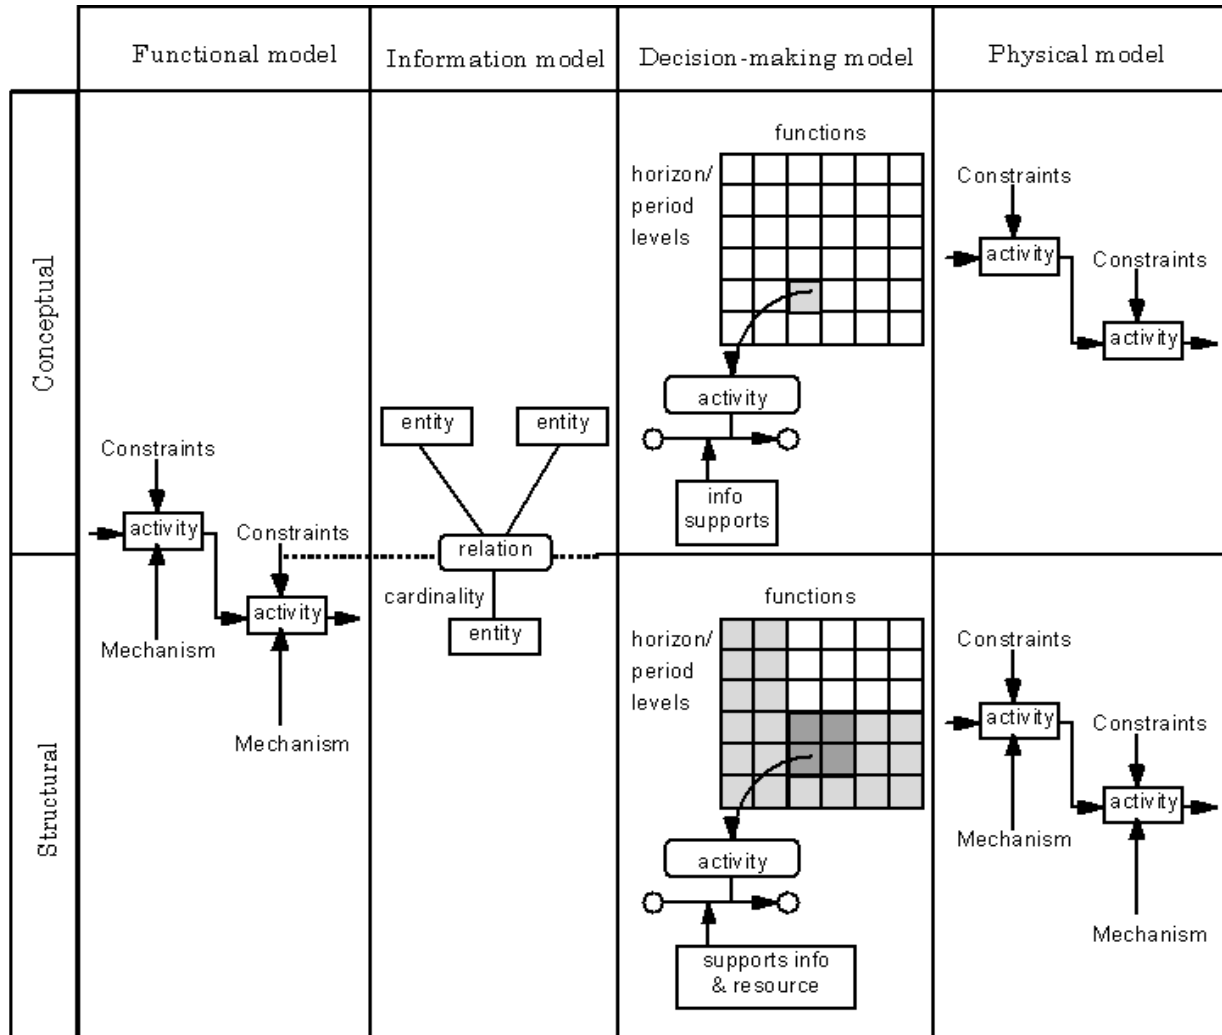 Functional model
Information model
Decision-making model
Physical model
Conceptual
Structural
Constraints
activity
Mechanism
Constraints
activity
Mechanism
entity
entity
relation
cardinality
entity
functions
horizon/
period
levels
activity
info
supports
functions
horizon/
period
levels
activity
supports info
& resource
Constraints
activity
Constraints
activity
Constraints
activity
Mechanism
Constraints
activity
Mechanism